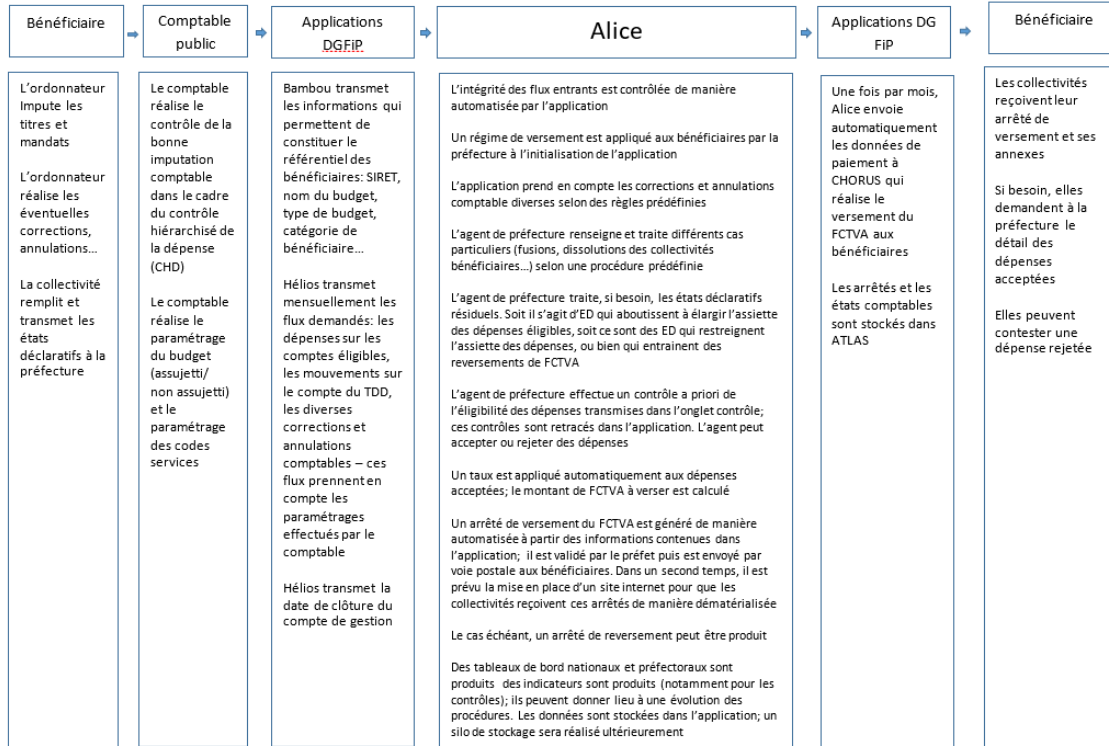 Bénéficiaire
Comptable
public
Applications
DGFiP
Alice
Applications DG
FiP
Bénéficiaire
L’ordonnateur
Impute les
titres et
mandats
L’ordonnateur
réalise les
éventuelles
corrections,
annulations…
La collectivité
remplit et
transmet les
états
déclaratifs à la
préfecture
Le comptable
réalise le
contrôle de la
bonne
imputation
comptable
dans le cadre
du contrôle
hiérarchisé de
la dépense
(CHD)
Le comptable
réalise le
paramétrage
du budget
(assujetti/
non assujetti)
et le
paramétrage
des codes
services
Bambou transmet
les informations qui
permettent de
constituer le
référentiel des
bénéficiaires: SIRET,
nom du budget,
type de budget,
catégorie de
bénéficiaire…
Hélios transmet
mensuellement les
flux demandés: les
dépenses sur les
comptes éligibles,
les mouvements sur
le compte du TDD,
les diverses
corrections et
annulations
comptables – ces
flux prennent en
compte les
paramétrages
effectués par le
comptable
Hélios transmet la
date de clôture du
compte de gestion
L’intégrité des flux entrants est contrôlée de manière
automatisée par l’application
Un régime de versement est appliqué aux bénéficiaires par la
préfecture à l’initialisation de l’application
L’application prend en compte les corrections et annulations
comptable diverses selon des règles prédéfinies
L’agent de préfecture renseigne et traite différents cas
particuliers (fusions, dissolutions des collectivités
bénéficiaires…) selon une procédure prédéfinie
L’agent de préfecture traite, si besoin, les états déclaratifs
résiduels. Soit il s’agit d’ED qui aboutissent à élargir l’assiette
des dépenses éligibles, soit ce sont des ED qui restreignent
l’assiette des dépenses, ou bien qui entrainent des
reversements de FCTVA
L’agent de préfecture effectue un contrôle a priori de
l’éligibilité des dépenses transmises dans l’onglet contrôle;
ces contrôles sont retracés dans l’application. L’agent peut
accepter ou rejeter des dépenses
Un taux est appliqué automatiquement aux dépenses
acceptées; le montant de FCTVA à verser est calculé
Un arrêté de versement du FCTVA est généré de manière
automatisée à partir des informations contenues dans
l’application; il est validé par le préfet puis est envoyé par
voie postale aux bénéficiaires. Dans un second temps, il est
prévu la mise en place d’un site internet pour que les
collectivités reçoivent ces arrêtés de manière dématérialisée
Le cas échéant, un arrêté de reversement peut être produit
Des tableaux de bord nationaux et préfectoraux sont
produits des indicateurs sont produits (notamment pour les
contrôles); ils peuvent donner lieu à une évolution des
procédures. Les données sont stockées dans l’application; un
silo de stockage sera réalisé ultérieurement
Une fois par mois,
Alice envoie
automatiquement
les données de
paiement à
CHORUS qui
réalise le
versement du
FCTVA aux
bénéficiaires
Les arrêtés et les
états comptables
sont stockés dans
ATLAS
Les collectivités
reçoivent leur
arrêté de
versement et ses
annexes
Si besoin, elles
demandent à la
préfecture le
détail des
dépenses
acceptées
Elles peuvent
contester une
dépense rejetée